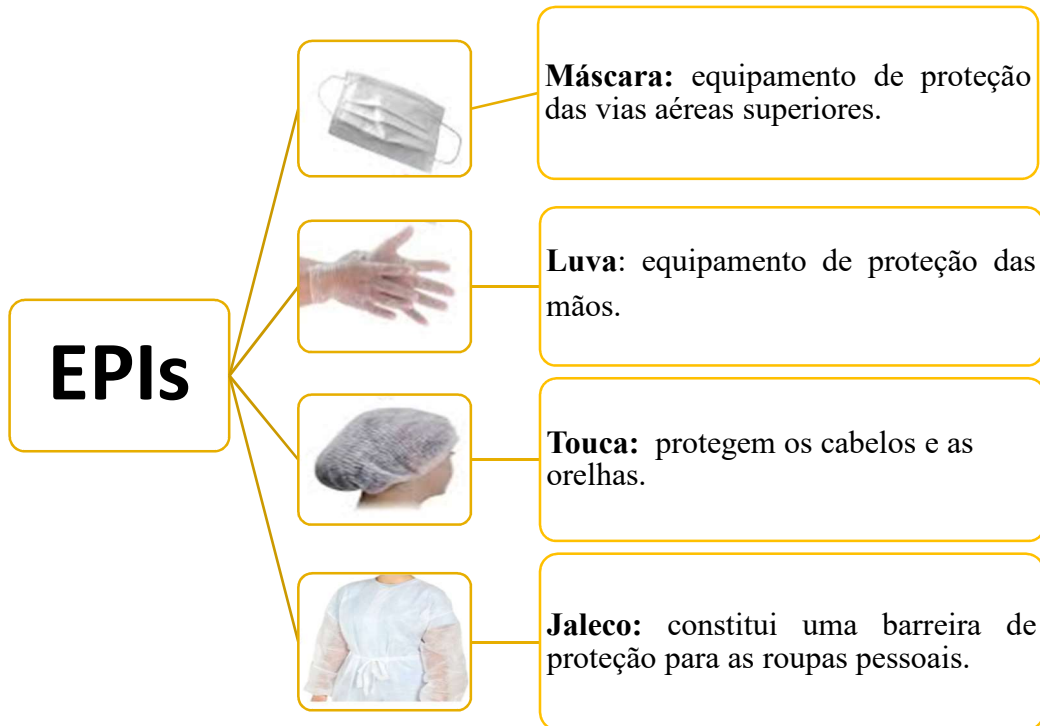 EPIs
Máscara: equipamento de proteção
das vias aéreas superiores.
Luva: equipamento de proteção das
mãos.
Touca: protegem os cabelos e as
orelhas.
Jaleco: constitui uma barreira de
proteção para as roupas pessoais.